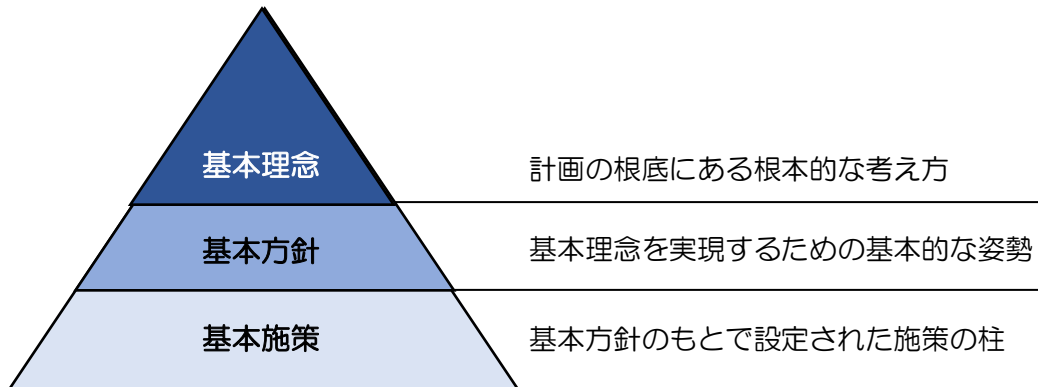 基本理念
計画の根底にある根本的な考え方
基本方針
基本理念を実現するための基本的な姿勢
基本施策
基本方針のもとで設定された施策の柱